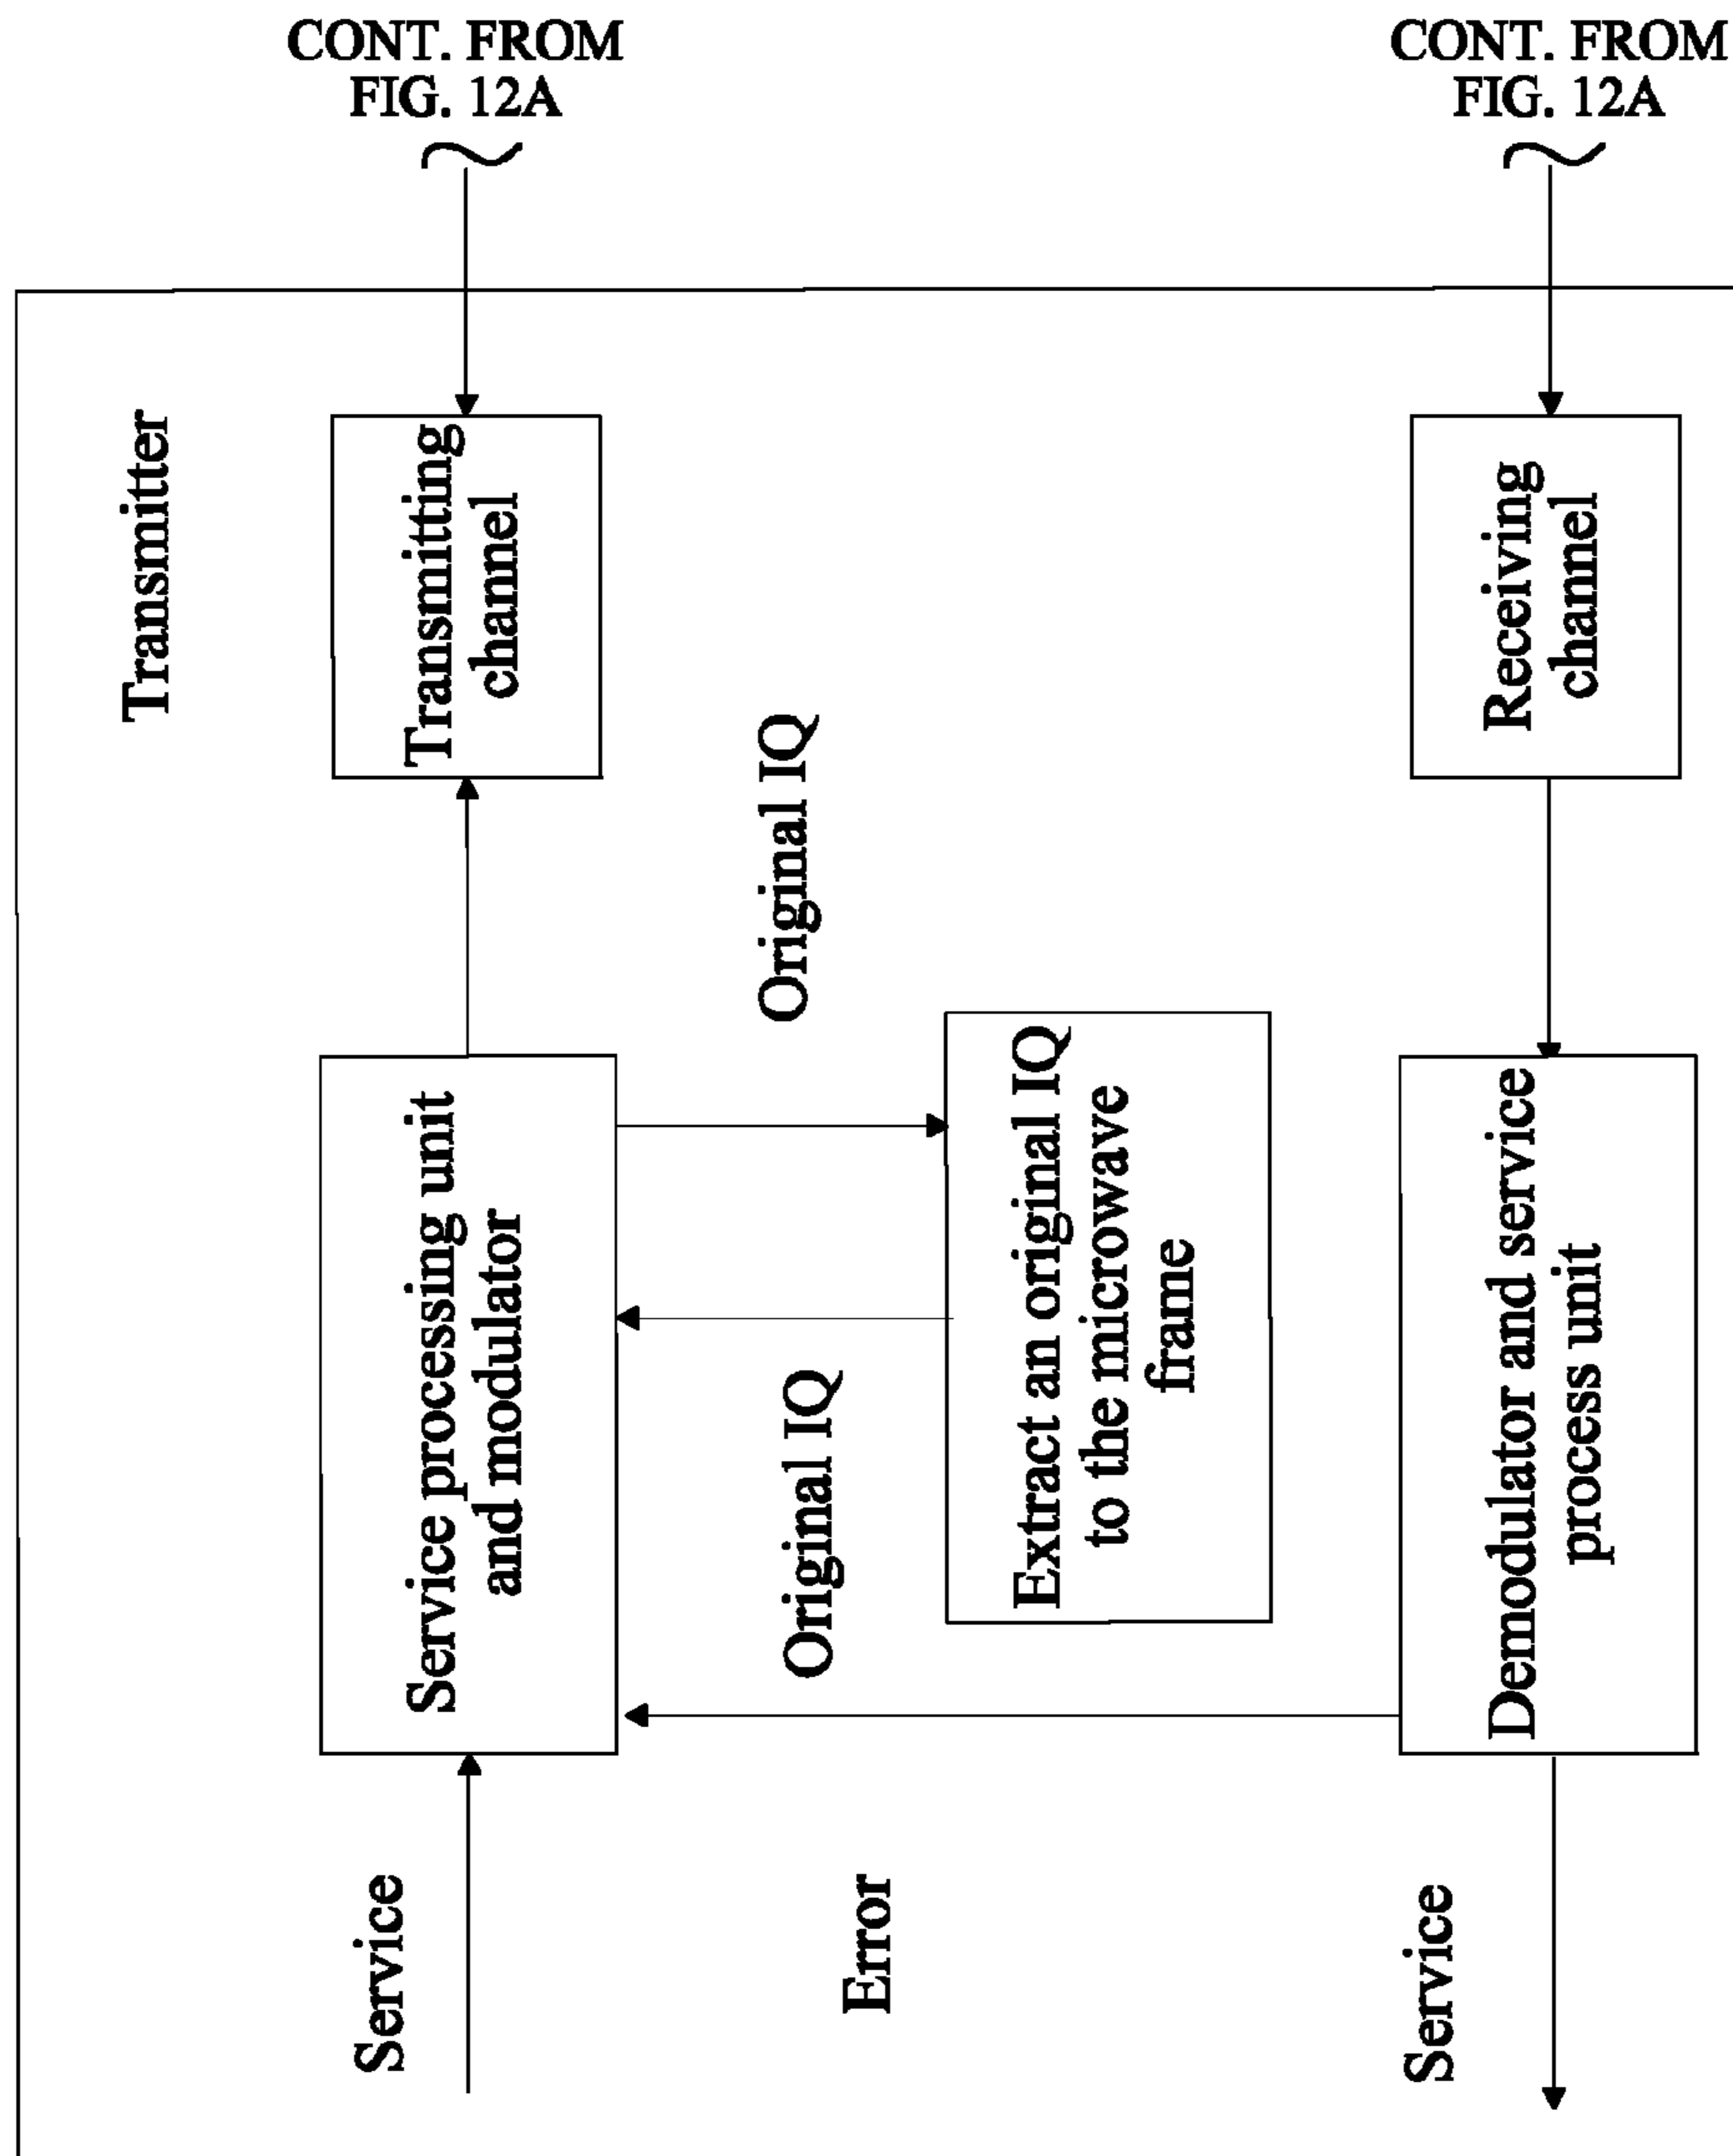 CONT. FROM
FIG. 12A
CONT. FROM
FIG. 12A
Transmitter
Transmitting
channel
Receiving
channel
Original IQ
Service processing unit
and modulator
Original IQ
Extract an original IQ
to the microwave
frame
Demodulator and service
process unit
Service
Error
Service